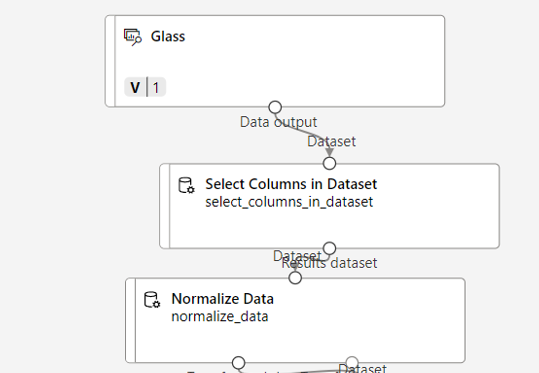 Glass
V 1
Data output
Dataset
Select Columns in Dataset
select_columns_in_dataset
Dataset
Results dataset
Normalize Data
normalize_data
Dataset